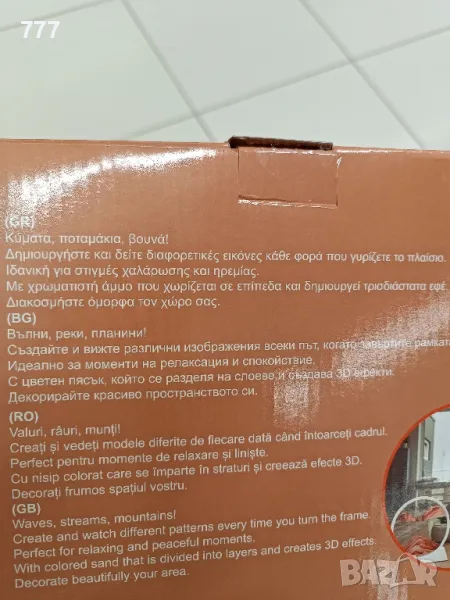 777
(GR)
Κύματα, ποταμάκια, βουνά!
Δημιουργήστε και δείτε διαφορετικές εικόνες κάθε φορά που γυρίζετε το πλαίσιο.
Ιδανική για στιγμές χαλάρωσης και ηρεμίας.
Με χρωματιστή άμμο που χωρίζεται σε επίπεδα και δημιουργεί τρισδιάστατα εφέ
Διακοσμήστε όμορφα τον χώρο σας.
(BG)
Вълни, реки, планини!
Създайте и вижте различни изображения всеки път, когато завъртите рамката
Идеално за моменти на релаксация и спокойствие.
С цветен пясък, който се разделя на слоеве и създава 3D ефекти.
Декорирайте красиво пространството си.
(RO)
Valuri, râuri, munți!
Creați și vedeți modele diferite de fiecare dată când întoarceți cadrul.
Perfect pentru momente de relaxare și liniște.
Cu nisip colorat care se împarte în straturi și creează efecte 3D.
Decorați frumos spațiul vostru.
(GB)
Waves, streams, mountains!
Create and watch different patterns every time you turn the frame.
Perfect for relaxing and peaceful moments.
With colored sand that is divided into layers and creates 3D effects.
Decorate beautifully your area.
BAZAR